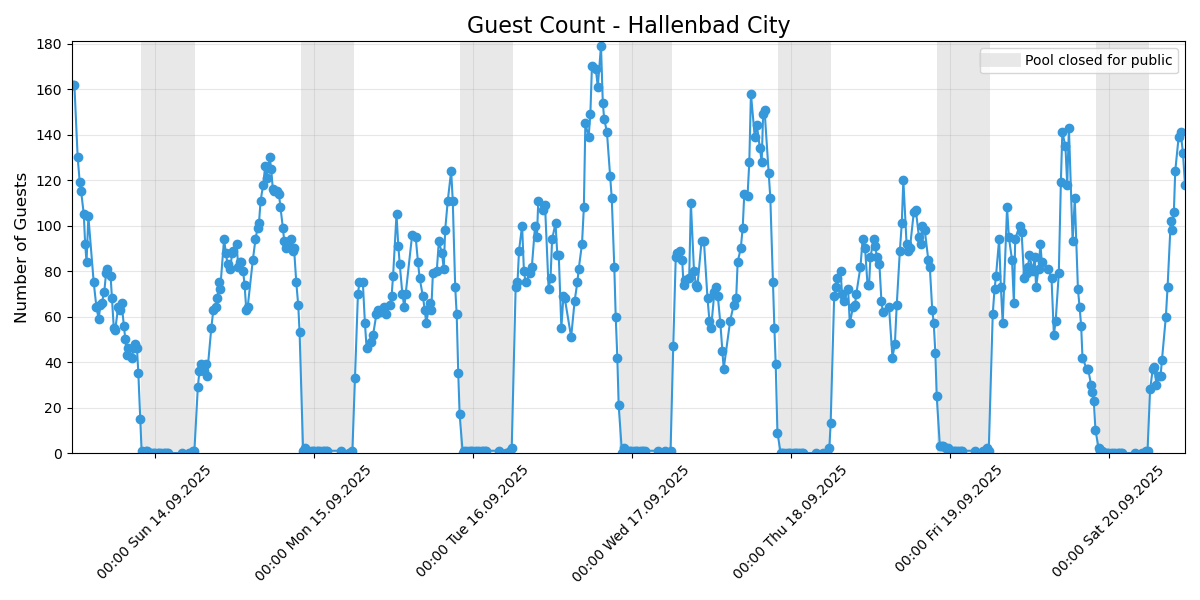 Guest Count - Hallenbad City
Pool closed for public
Number of Guests
180
160
140
120
100
80
60
40
20
0
00:00 Sun 14.09.2025
00:00 Mon 15.09.2025
00:00 Tue 16.09.2025
00:00 Wed 17.09.2025
00:00 Thu 18.09.2025
00:00 Fri 19.09.2025
00:00 Sat 20.09.2025